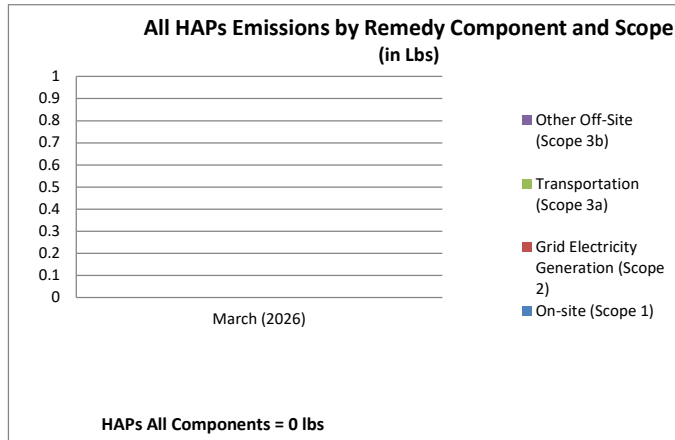 All HAPs Emissions by Remedy Component and Scope
(in Lbs)
1
0.9
0.8
0.7
0.6
0.5
0.4
0.3
0.2
0.1
0
March (2026)
Other Off-Site
(Scope 3b)
Transportation
(Scope 3a)
Grid Electricity
Generation (Scope
2)
On-site (Scope 1)
HAPs All Components = 0 lbs